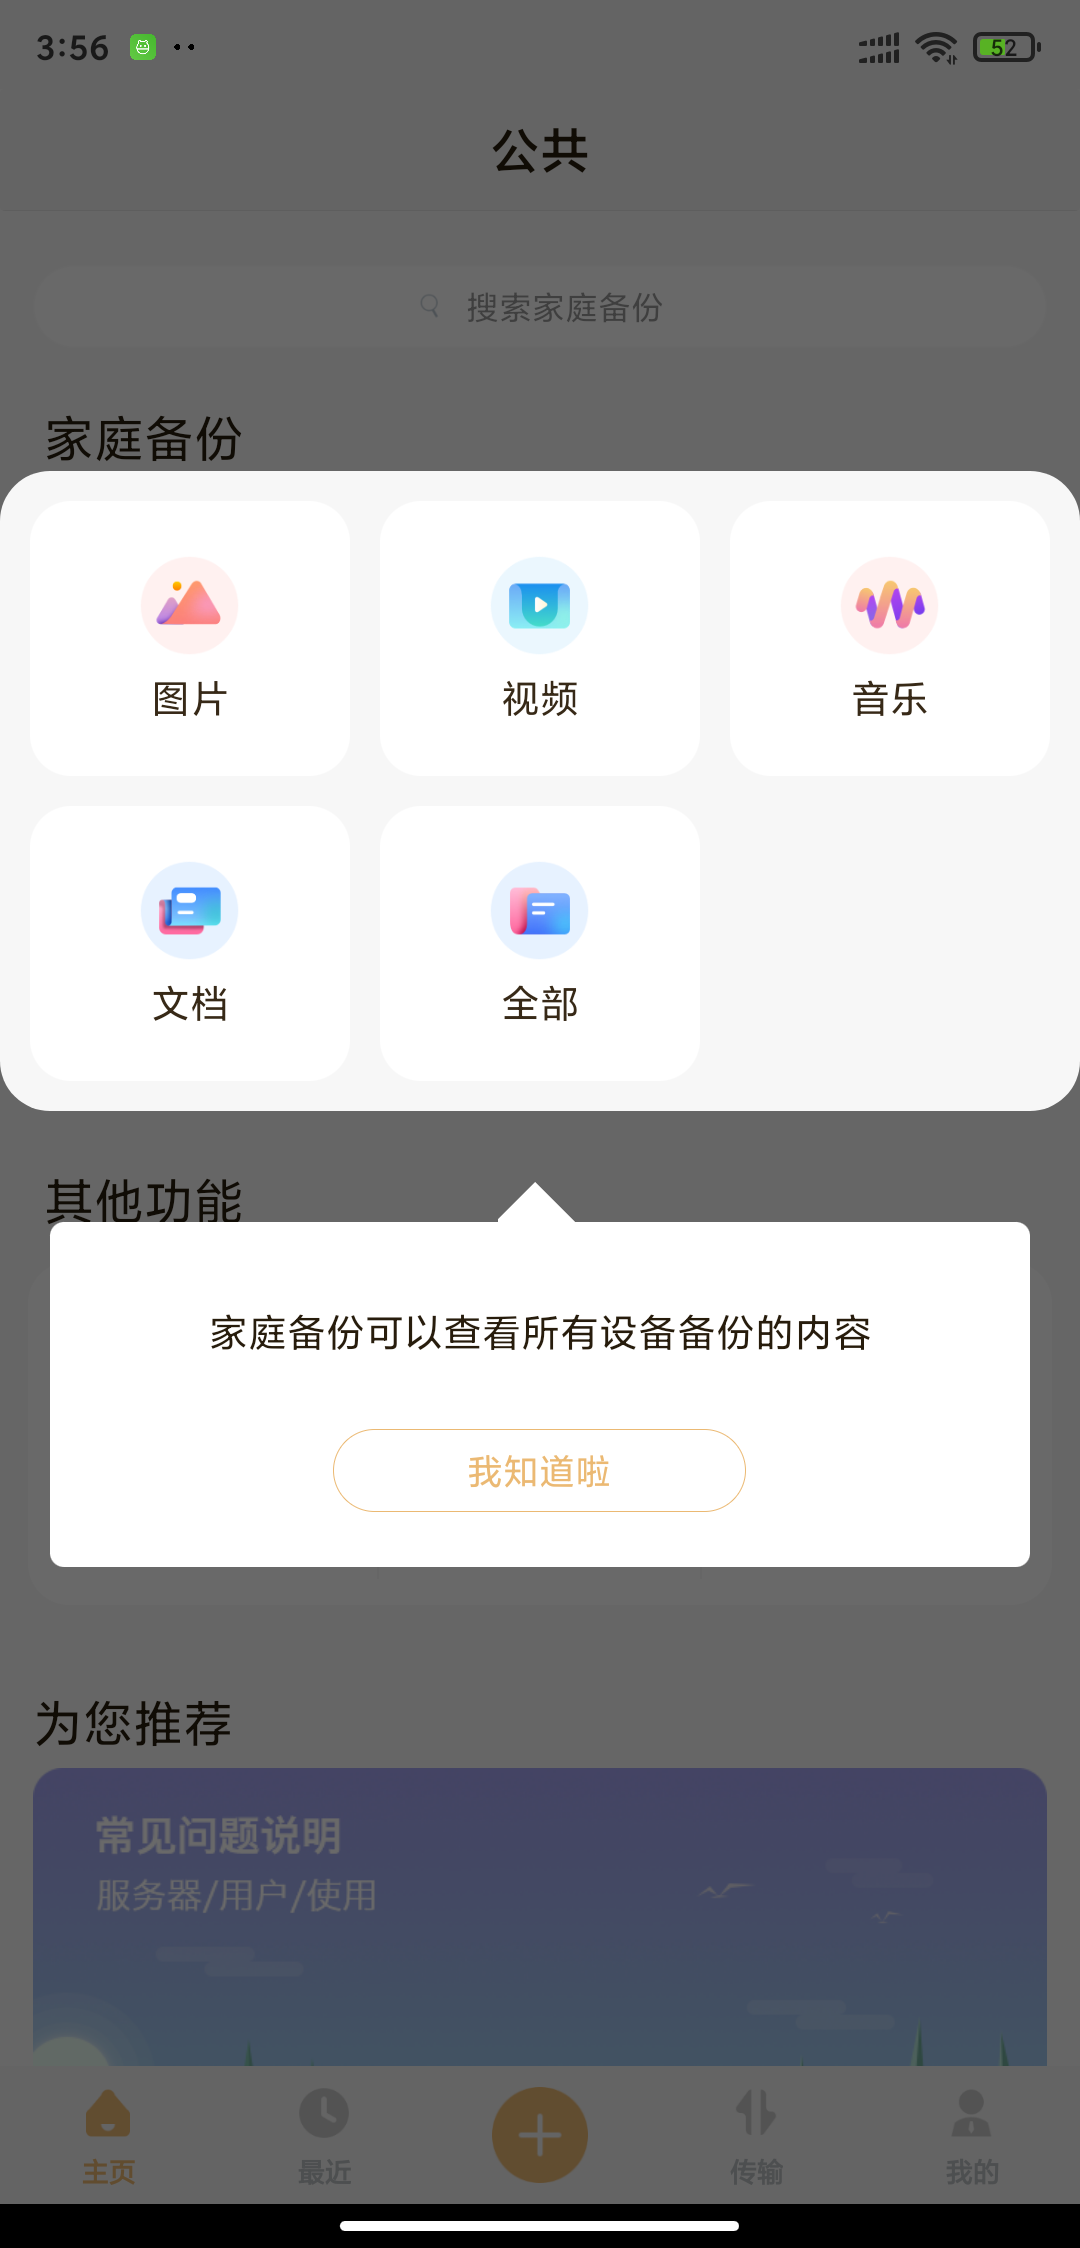 3:56
52
公共
搜索家庭备份
家庭备份
图片
视频
音乐
文档
全部
其他功能
家庭备份可以查看所有设备备份的内容
我知道啦
为您推荐
常见问题说明
服务器/用户/使用
主页
最近
传输
我的